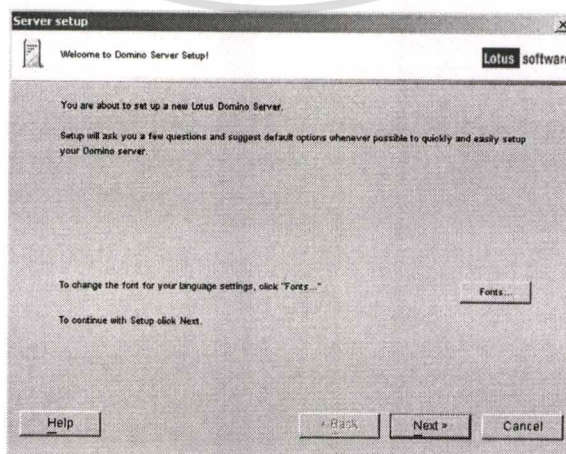 Server setup
Welcome to Domino Server Setup!
Lotus software
You are about to set up a new Lotus Domino Server.
Setup will ask you a few questions and suggest default options whenever possible to quickly and easily setup
your Domino server.
To change the font for your language settings, click "Fonts..."
Fonts...
To continue with Setup click Next.
Help
< Back
Next >
Cancel